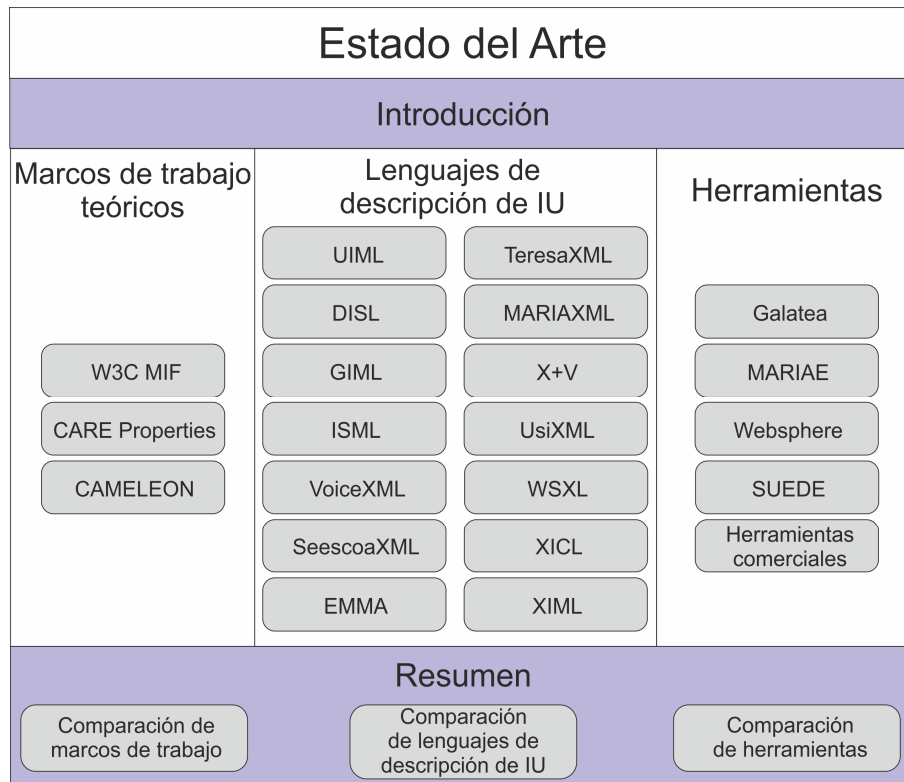 Estado del Arte
Introducción
Marcos de trabajo
teóricos
W3C MIF
CARE Properties
CAMELEON
Lenguajes de
descripción de IU
UIML
TeresaXML
DISL
MARIAXML
GIML
X+V
ISML
UsiXML
VoiceXML
WSXL
SeescoaXML
XICL
EMMA
XIML
Herramientas
Galatea
MARIAE
Websphere
SUEDE
Herramientas
comerciales
Resumen
Comparación de
marcos de trabajo
Comparación
de lenguajes de
descripción de IU
Comparación
de herramientas